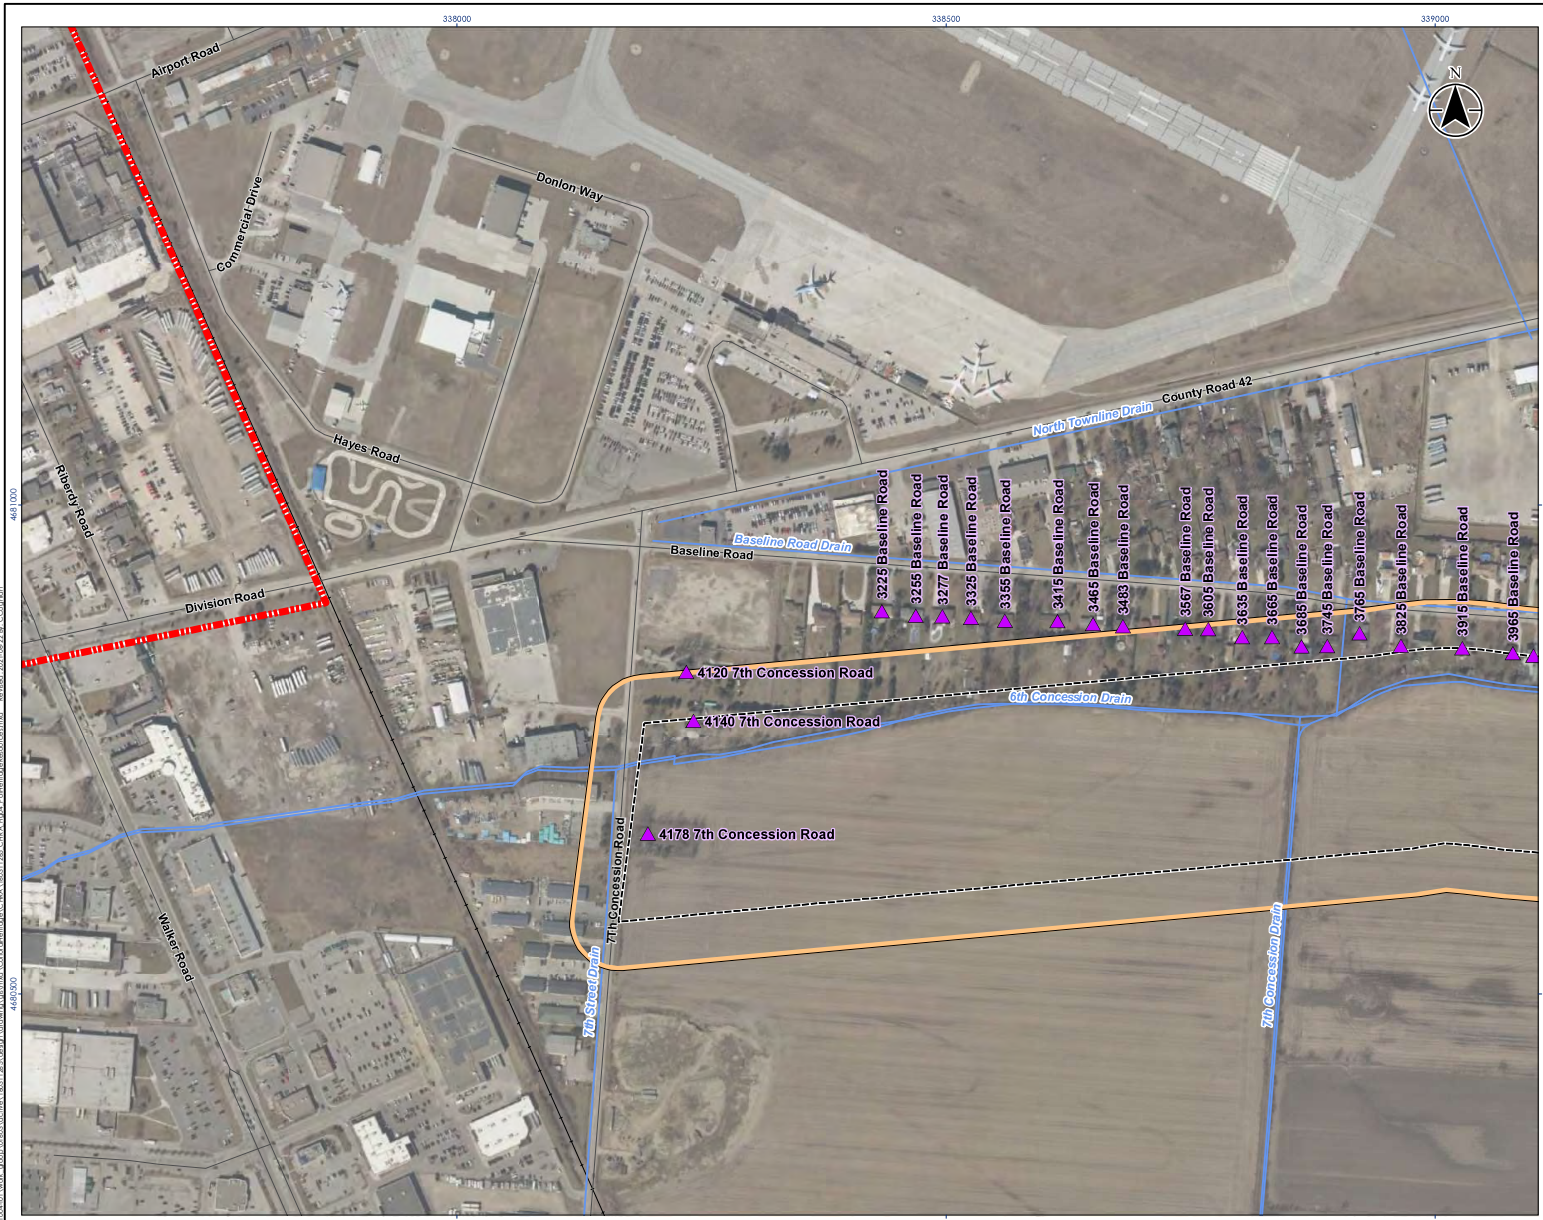 338000
338500
339000
N
Airport Road
Commercial Drive
Donlon Way
County Road 42
North Townline Drain
Hayes Road
Riberdy Road
4681000
Baseline Road Drain
Baseline Road
Division Road
3225 Baseline Road
3255 Baseline Road
3277 Baseline Road
3325 Baseline Road
3355 Baseline Road
3415 Baseline Road
3465 Baseline Road
3483 Baseline Road
3567 Baseline Road
3605 Baseline Road
3635 Baseline Road
3665 Baseline Road
3685 Baseline Road
3745 Baseline Road
3765 Baseline Road
3825 Baseline Road
3915 Baseline Road
3968 Baseline Road
4120 7th Concession Road
6th Concession Drain
4140 7th Concession Road
4178 7th Concession Road
7Th Concession Road
Walker Road
7th Street Drain
7th Concession Drain
4680500